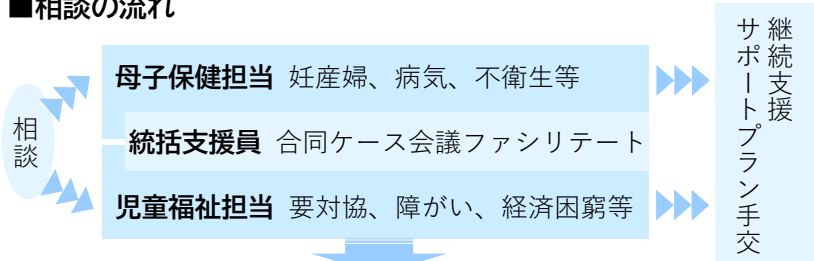 ■相談の流れ
相談
母子保健担当 妊産婦、病気、不衛生等
統括支援員 合同ケース会議ファシリテート
児童福祉担当 要対協、障がい、経済困窮等
継続支援
サポートプラン手交